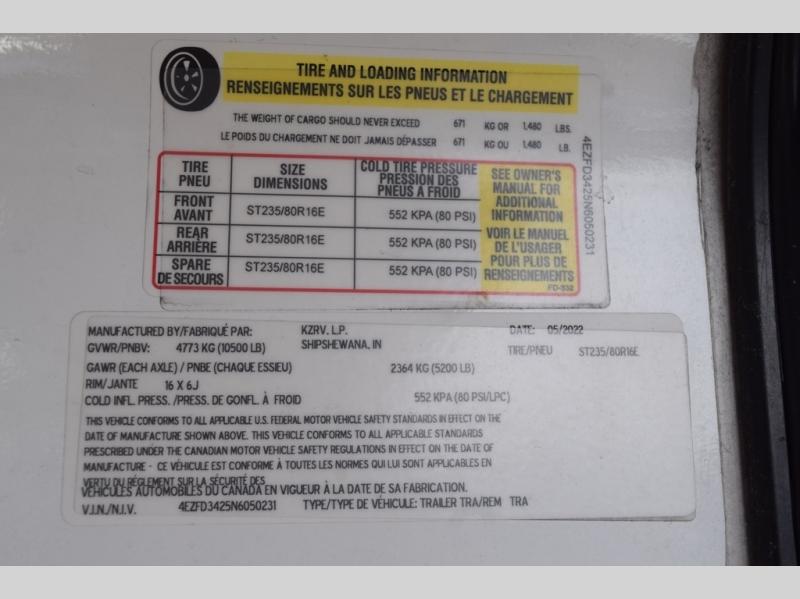 TIRE AND LOADING INFORMATION
RENSEIGNEMENTS SUR LES PNEUS ET LE CHARGEMENT
THE WEIGHT OF CARGO SHOULD NEVER EXCEED 671 KG OR 1,480 LBS.
LE POIDS DU CHARGEMENT NE DOIT JAMAIS DÉPASSER 671 KG OU 1,480 LB.
TIRE
PNEU
SIZE
DIMENSIONS
COLD TIRE PRESSURE
PRESSION DES
PNEUS A FROID
FRONT
AVANT
ST235/80R16E
552 KPA (80 PSI)
REAR
ARRIÈRE
ST235/80R16E
552 KPA (80 PSI)
SPARE
DE SECOURS
ST235/80R16E
552 KPA (80 PSI)
SEE OWNER'S
MANUAL FOR
ADDITIONAL
INFORMATION
VOIR LE MANUEL
DE L'USAGER
POUR PLUS DE
RENSEIGNEMENTS
FD-532
4EZFD3425N6050231
MANUFACTURED BY/FABRIQUÉ PAR: KZRV, L.P. DATE: 05/2022
GVWR/PNBV: 4773 KG (10500 LB) SHIPSHEWANA, IN TIRE/PNEU ST235/80R16E
GAWR (EACH AXLE) / PNBE (CHAQUE ESSIEU) 2364 KG (5200 LB)
RIM/JANTE 16 X 6J
COLD INFL. PRESS. /PRESS. DE GONFL. À FROID 552 KPA (80 PSI/LPC)
THIS VEHICLE CONFORMS TO ALL APPLICABLE U.S. FEDERAL MOTOR VEHICLE SAFETY STANDARDS IN EFFECT ON THE
DATE OF MANUFACTURE SHOWN ABOVE. THIS VEHICLE CONFORMS TO ALL APPLICABLE STANDARDS
PRESCRIBED UNDER THE CANADIAN MOTOR VEHICLE SAFETY REGULATIONS IN EFFECT ON THE DATE OF
MANUFACTURE - CE VÉHICULE EST CONFORME À TOUTES LES NORMES QUI LUI SONT APPLICABLES EN
VERTU DU RÉGLEMENT SUR LA SÉCURITÉ DES
VÉHICULES AUTOMOBILES DU CANADA EN VIGUEUR À LA DATE DE SA FABRICATION.
V.I.N./N.I.V. 4EZFD3425N6050231 TYPE/TYPE DE VÉHICULE: TRAILER TRA/REM TRA